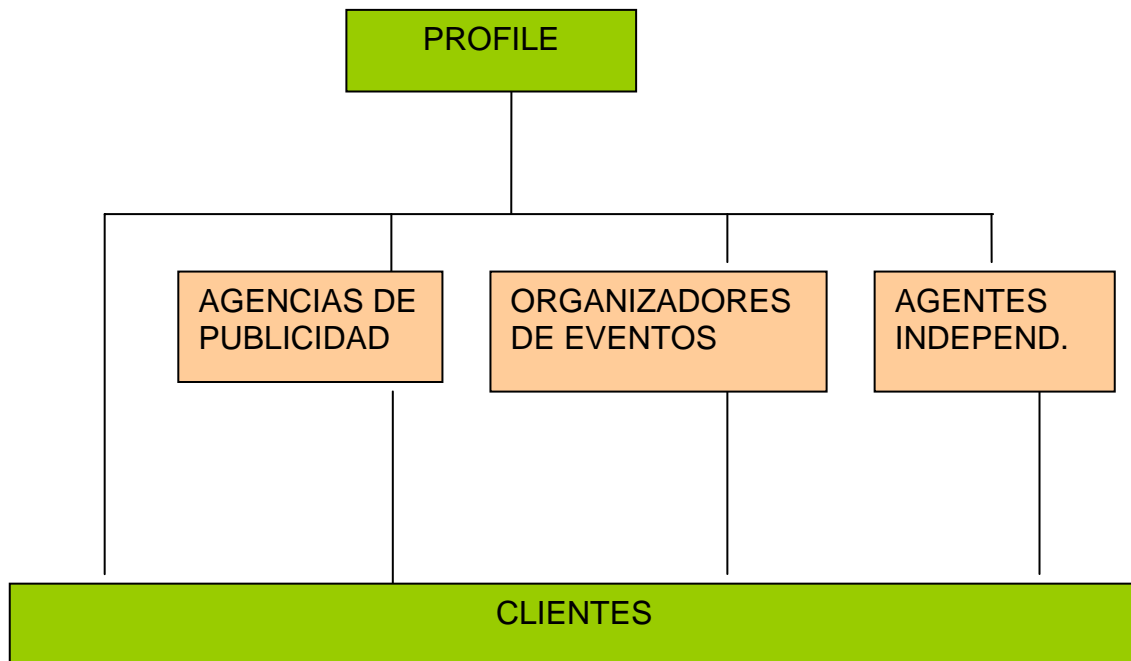 PROFILE
AGENCIAS DE
PUBLICIDAD
ORGANIZADORES
DE EVENTOS
AGENTES
INDEPEND.
CLIENTES